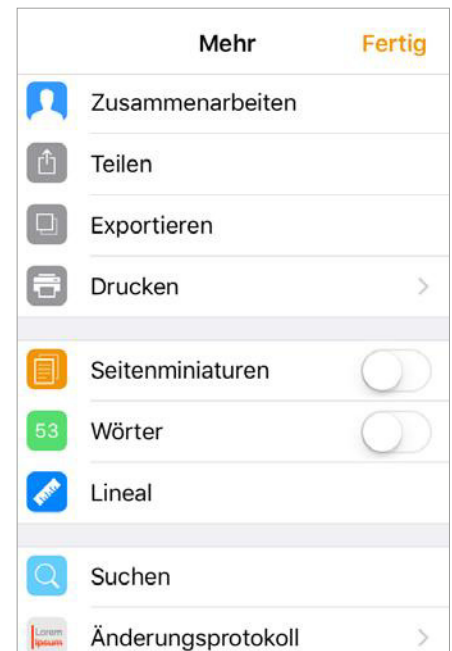 Mehr Fertig
Zusammenarbeiten
Teilen
Exportieren
Drucken
Seitenminiaturen
53 Wörter
Lineal
Suchen
Lorem
Ipsum
Änderungsprotokoll